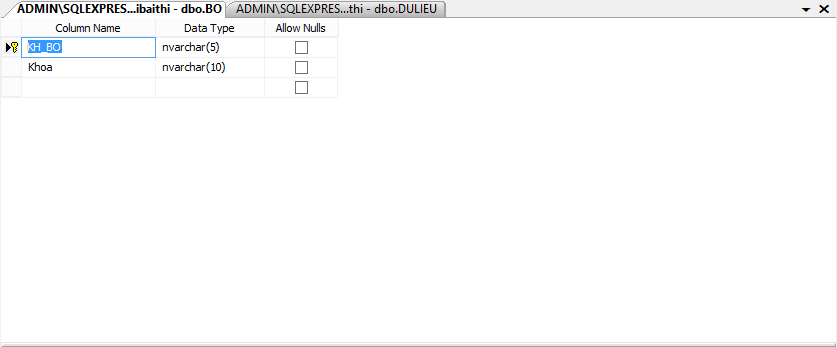 ADMIN\SQLEXPRES...ibaithi - dbo.BO ADMIN\SQLEXPRES...thi - dbo.DULIEU
Column Name Data Type Allow Nulls
KH_BO nvarchar(5)
Khoa nvarchar(10)